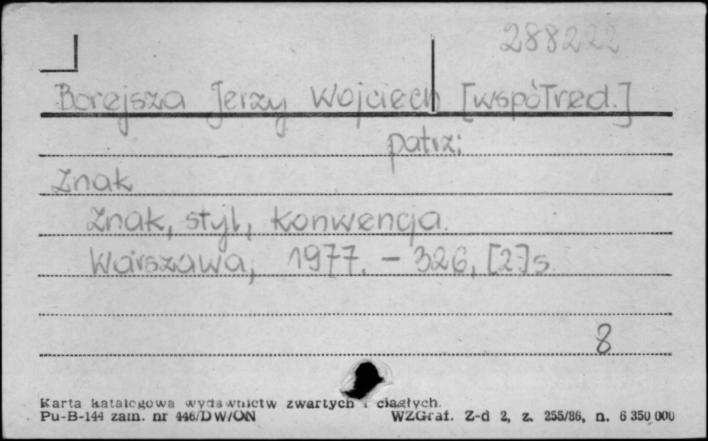 288222
Borejsza Jerzy Wojciech [współred.]
patrz:
Znak
Znak, styl, konwencja.
Warszawa, 1977. - 326, [2]s.
8
Karta katalogowa wydawnictw zwartych i ciągłych.
Pu-B-144 zam. nr 446/DW/ON WZGraf. Z-d 2, z. 255/86, n. 6 350 000